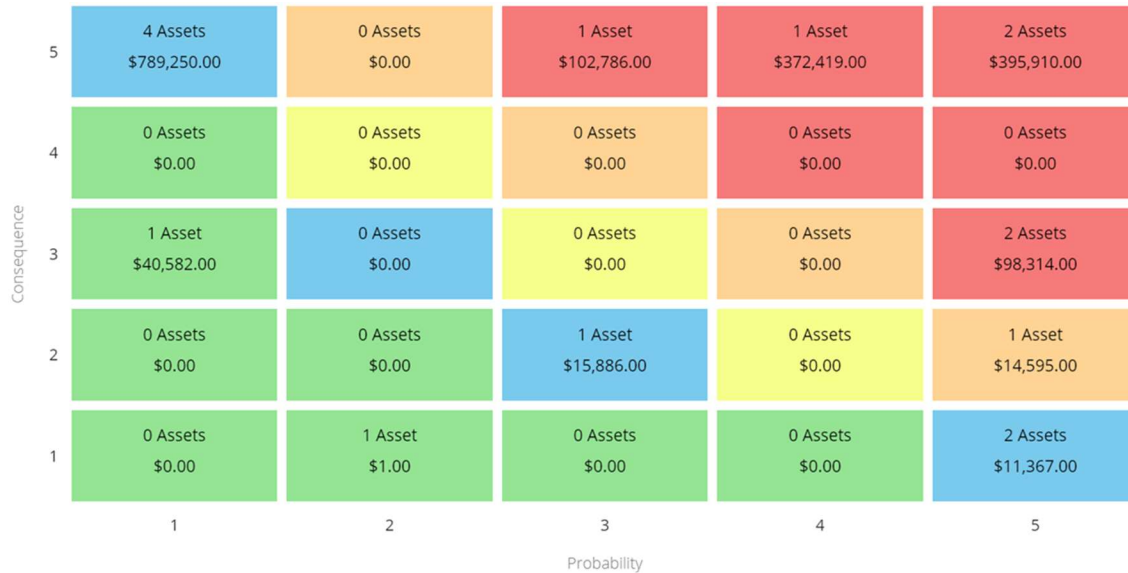 5
4 Assets
$789,250.00
0 Assets
$0.00
1 Asset
$102,786.00
1 Asset
$372,419.00
2 Assets
$395,910.00
4
0 Assets
$0.00
0 Assets
$0.00
0 Assets
$0.00
0 Assets
$0.00
0 Assets
$0.00
Consequence
3
1 Asset
$40,582.00
0 Assets
$0.00
0 Assets
$0.00
0 Assets
$0.00
2 Assets
$98,314.00
2
0 Assets
$0.00
0 Assets
$0.00
1 Asset
$15,886.00
0 Assets
$0.00
1 Asset
$14,595.00
1
0 Assets
$0.00
1 Asset
$1.00
0 Assets
$0.00
0 Assets
$0.00
2 Assets
$11,367.00
1
2
3
4
5
Probability